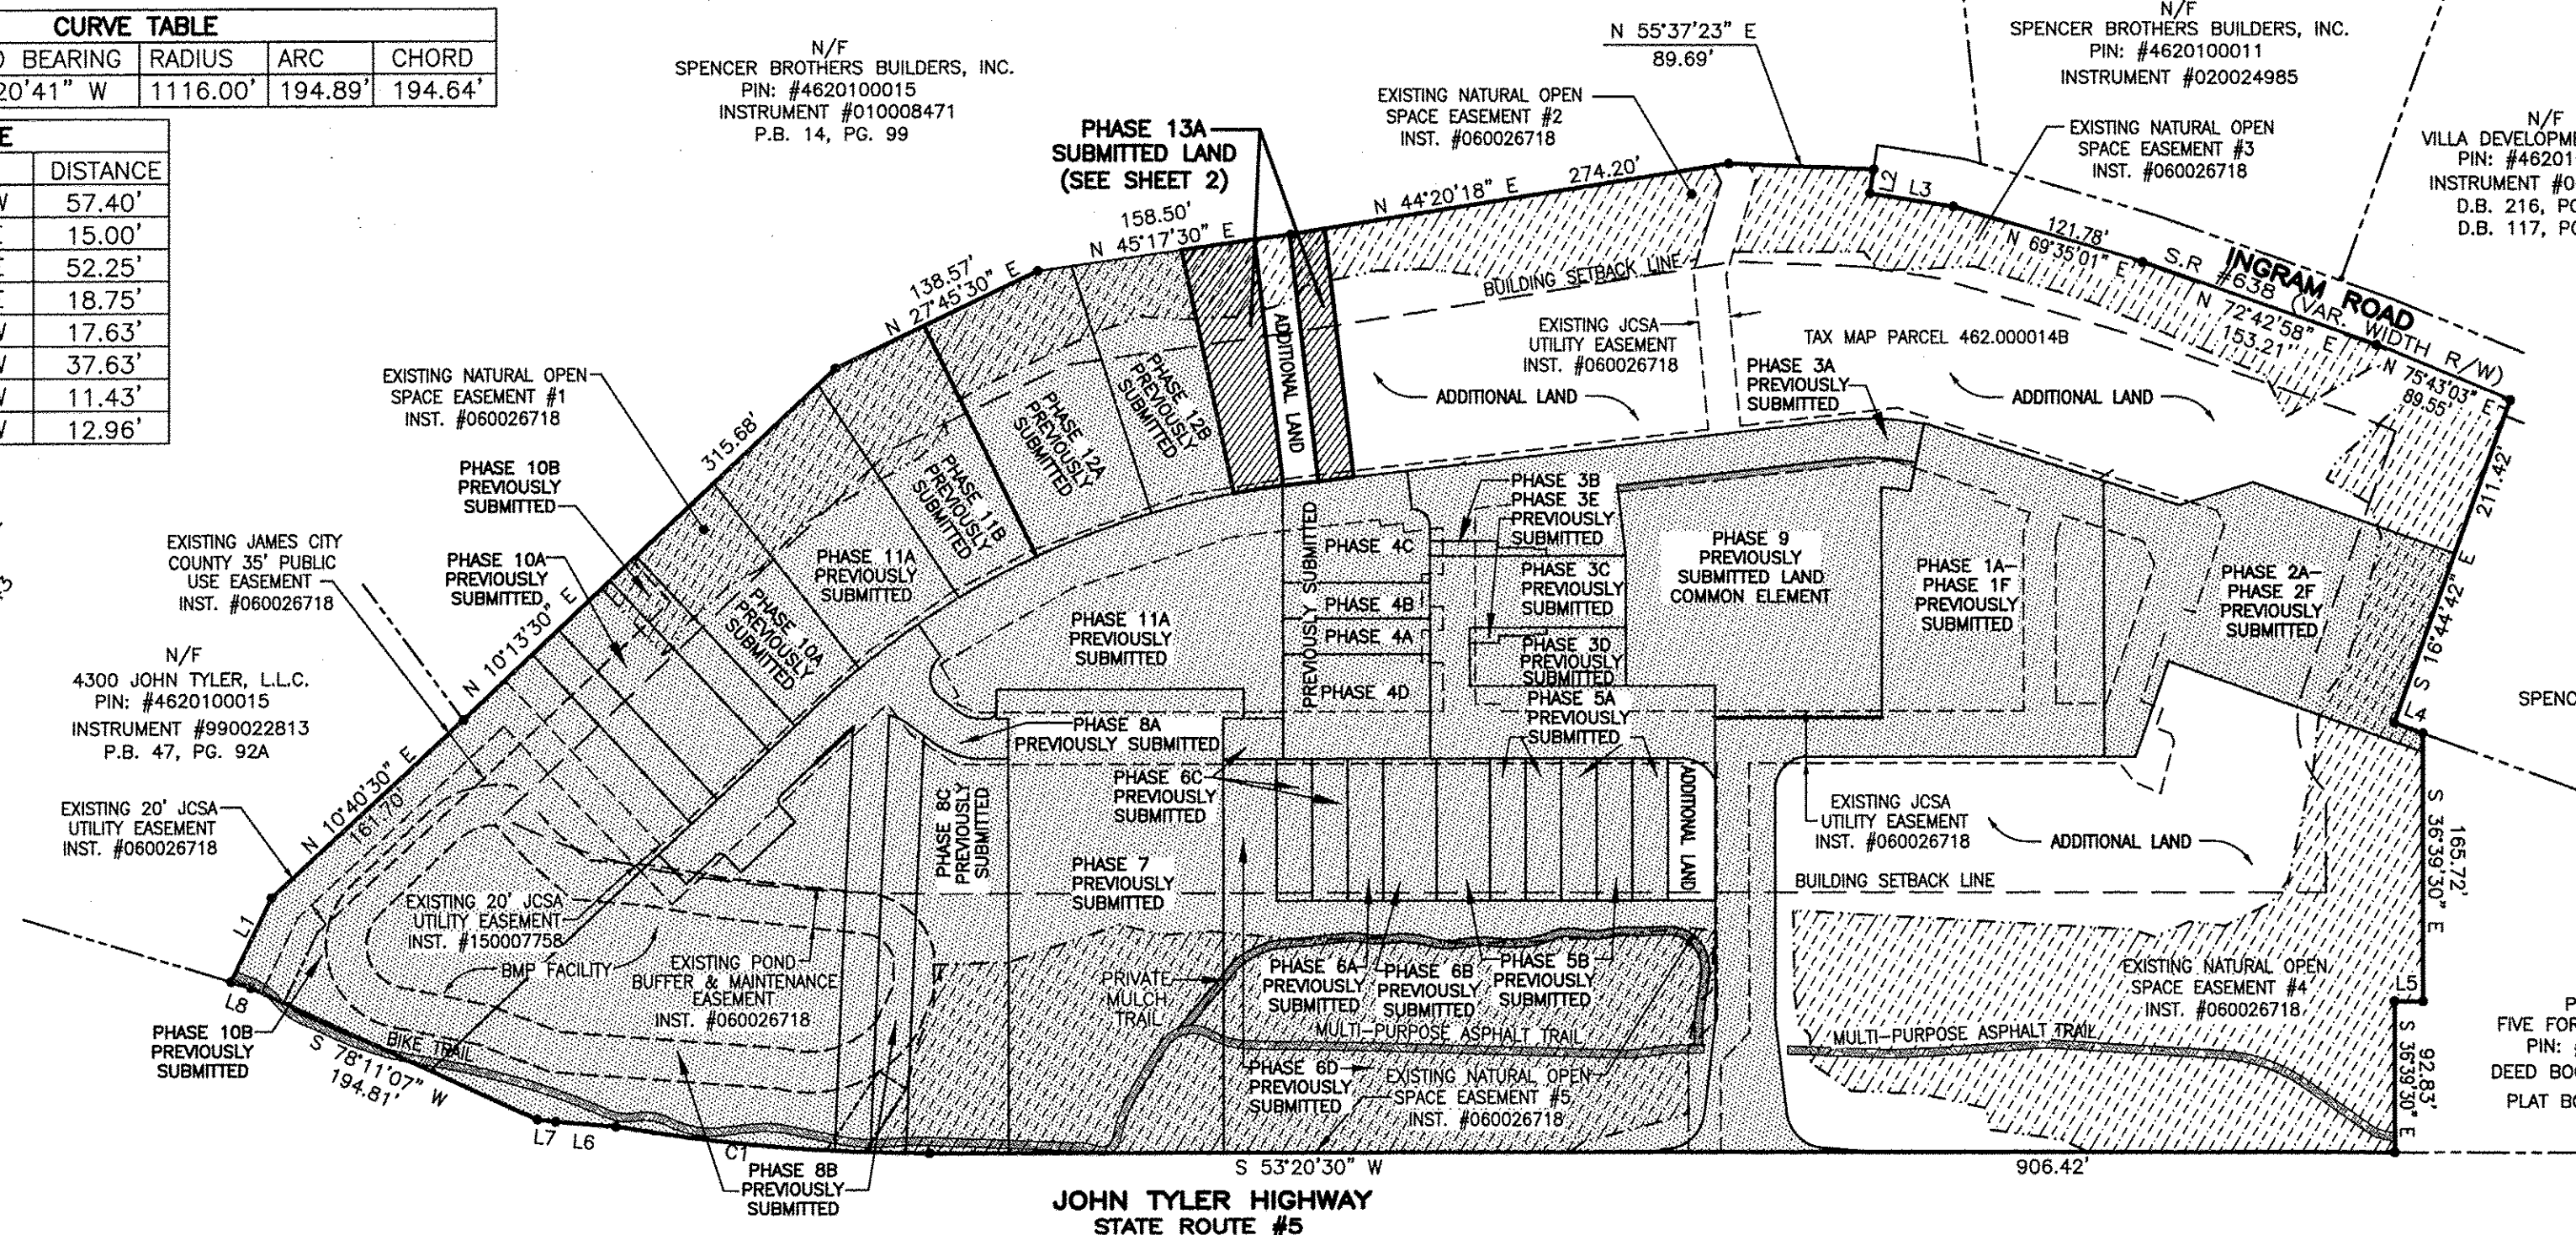 CURVE TABLE
BEARING RADIUS ARC CHORD
20'41" W 1116.00' 194.89' 194.64'
DISTANCE
57.40'
15.00'
52.25'
18.75'
17.63'
37.63'
11.43'
12.96'
N/F
SPENCER BROTHERS BUILDERS, INC.
PIN: #4620100015
INSTRUMENT #010008471
P.B. 14, PG. 99
PHASE 13A
SUBMITTED LAND
(SEE SHEET 2)
N 55°37'23" E
89.69'
EXISTING NATURAL OPEN
SPACE EASEMENT #2
INST. #060026718
N/F
SPENCER BROTHERS BUILDERS, INC.
PIN: #4620100011
INSTRUMENT #020024985
EXISTING NATURAL OPEN
SPACE EASEMENT #3
INST. #060026718
N/F
VILLA DEVELOPM
PIN: #46201
INSTRUMENT #0
D.B. 216, P
D.B. 117, P
N 44°20'18" E 274.20'
158.50'
N 45°17'30" E
138.57'
N 27°45'30" E
L2
L3
121.78'
N 69°35'01" E
INGRAM ROAD
S.R #638 (VAR. WIDTH R/W)
N 72°42'58" E
153.21'
N 75°43'03" E
89.55'
BUILDING SETBACK LINE
EXISTING JCSA
UTILITY EASEMENT
INST. #060026718
TAX MAP PARCEL 462.000014B
ADDITIONAL LAND
ADDITIONAL LAND
ADDITIONAL LAND
PHASE 3A
PREVIOUSLY
SUBMITTED
EXISTING NATURAL OPEN
SPACE EASEMENT #1
INST. #060026718
315.68'
N 10°13'30" E
PHASE 12B
PREVIOUSLY
SUBMITTED
PHASE 12A
PREVIOUSLY
SUBMITTED
PHASE 11B
PREVIOUSLY
SUBMITTED
PHASE 11A
PREVIOUSLY
SUBMITTED
PHASE 10B
PREVIOUSLY
SUBMITTED
PHASE 10A
PREVIOUSLY
SUBMITTED
PHASE 10A
PREVIOUSLY
SUBMITTED
EXISTING JAMES CITY
COUNTY 35' PUBLIC
USE EASEMENT
INST. #060026718
N/F
4300 JOHN TYLER, L.L.C.
PIN: #4620100015
INSTRUMENT #990022813
P.B. 47, PG. 92A
N 10°40'30" E
161.70'
EXISTING 20' JCSA
UTILITY EASEMENT
INST. #060026718
L1
PHASE 11A
PREVIOUSLY
SUBMITTED
PREVIOUSLY SUBMITTED
PHASE 4C
PHASE 4B
PHASE 4A
PHASE 4D
PHASE 3B
PHASE 3E
PREVIOUSLY
SUBMITTED
PHASE 3C
PREVIOUSLY
SUBMITTED
PHASE 3D
PREVIOUSLY
SUBMITTED
PHASE 5A
PREVIOUSLY
SUBMITTED
PHASE 9
PREVIOUSLY
SUBMITTED LAND
COMMON ELEMENT
PHASE 1A-
PHASE 1F
PREVIOUSLY
SUBMITTED
PHASE 2A-
PHASE 2F
PREVIOUSLY
SUBMITTED
211.42'
S 16°44'42" E
SPENC
L4
PHASE 8A
PREVIOUSLY SUBMITTED
PHASE 6C
PREVIOUSLY
SUBMITTED
PHASE 8C
PREVIOUSLY
SUBMITTED
PHASE 7
PREVIOUSLY
SUBMITTED
ADDITIONAL LAND
EXISTING JCSA
UTILITY EASEMENT
INST. #060026718
ADDITIONAL LAND
BUILDING SETBACK LINE
165.72'
S 36°39'30" E
EXISTING 20' JCSA
UTILITY EASEMENT
INST. #150007758
BMP FACILITY
EXISTING POND
BUFFER & MAINTENANCE
EASEMENT
INST. #060026718
PRIVATE
MULCH
TRAIL
PHASE 6A
PREVIOUSLY
SUBMITTED
PHASE 6B
PREVIOUSLY
SUBMITTED
PHASE 5B
PREVIOUSLY
SUBMITTED
EXISTING NATURAL OPEN
SPACE EASEMENT #4
INST. #060026718
L5
MULTI-PURPOSE ASPHALT TRAIL
MULTI-PURPOSE ASPHALT TRAIL
PHASE 6D
PREVIOUSLY
SUBMITTED
EXISTING NATURAL OPEN
SPACE EASEMENT #5
INST. #060026718
92.83'
S 36°39'30" E
FIVE FOR
PIN:
DEED BO
PLAT B
L8
PHASE 10B
PREVIOUSLY
SUBMITTED
BIKE TRAIL
S 78°11'07" W
194.81'
L7
L6
C1
PHASE 8B
PREVIOUSLY
SUBMITTED
S 53°20'30" W
906.42'
JOHN TYLER HIGHWAY
STATE ROUTE #5